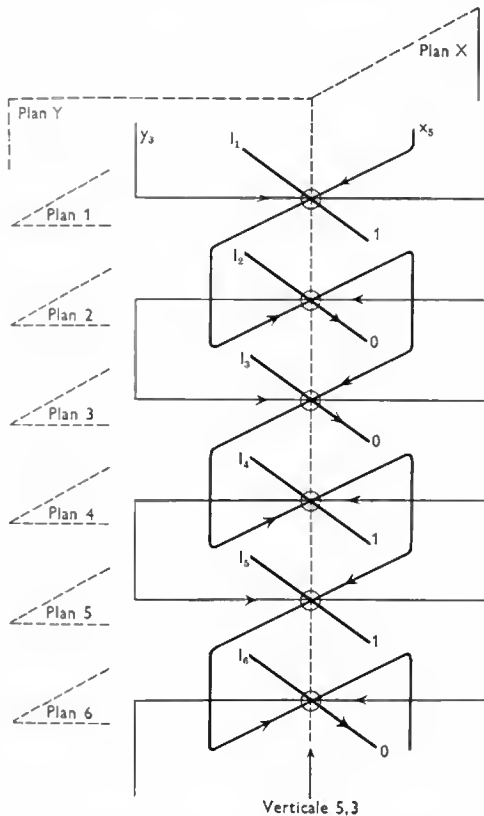 Plan X
Plan Y
y₃
I₁
x₅
Plan 1
1
I₂
Plan 2
0
I₃
Plan 3
0
I₄
Plan 4
1
I₅
Plan 5
1
I₆
Plan 6
0
Verticale 5,3